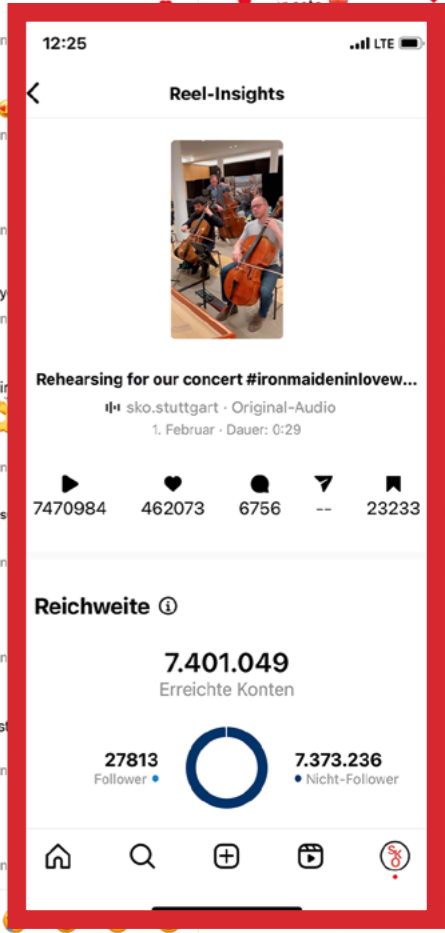 12:25
LTE
Reel-Insights
Rehearsing for our concert #ironmaideninlovew...
sko.stuttgart · Original-Audio
1. Februar · Dauer: 0:29
7470984 462073 6756 -- 23233
Reichweite
7.401.049
Erreichte Konten
27813
Follower
7.373.236
Nicht-Follower
SKO